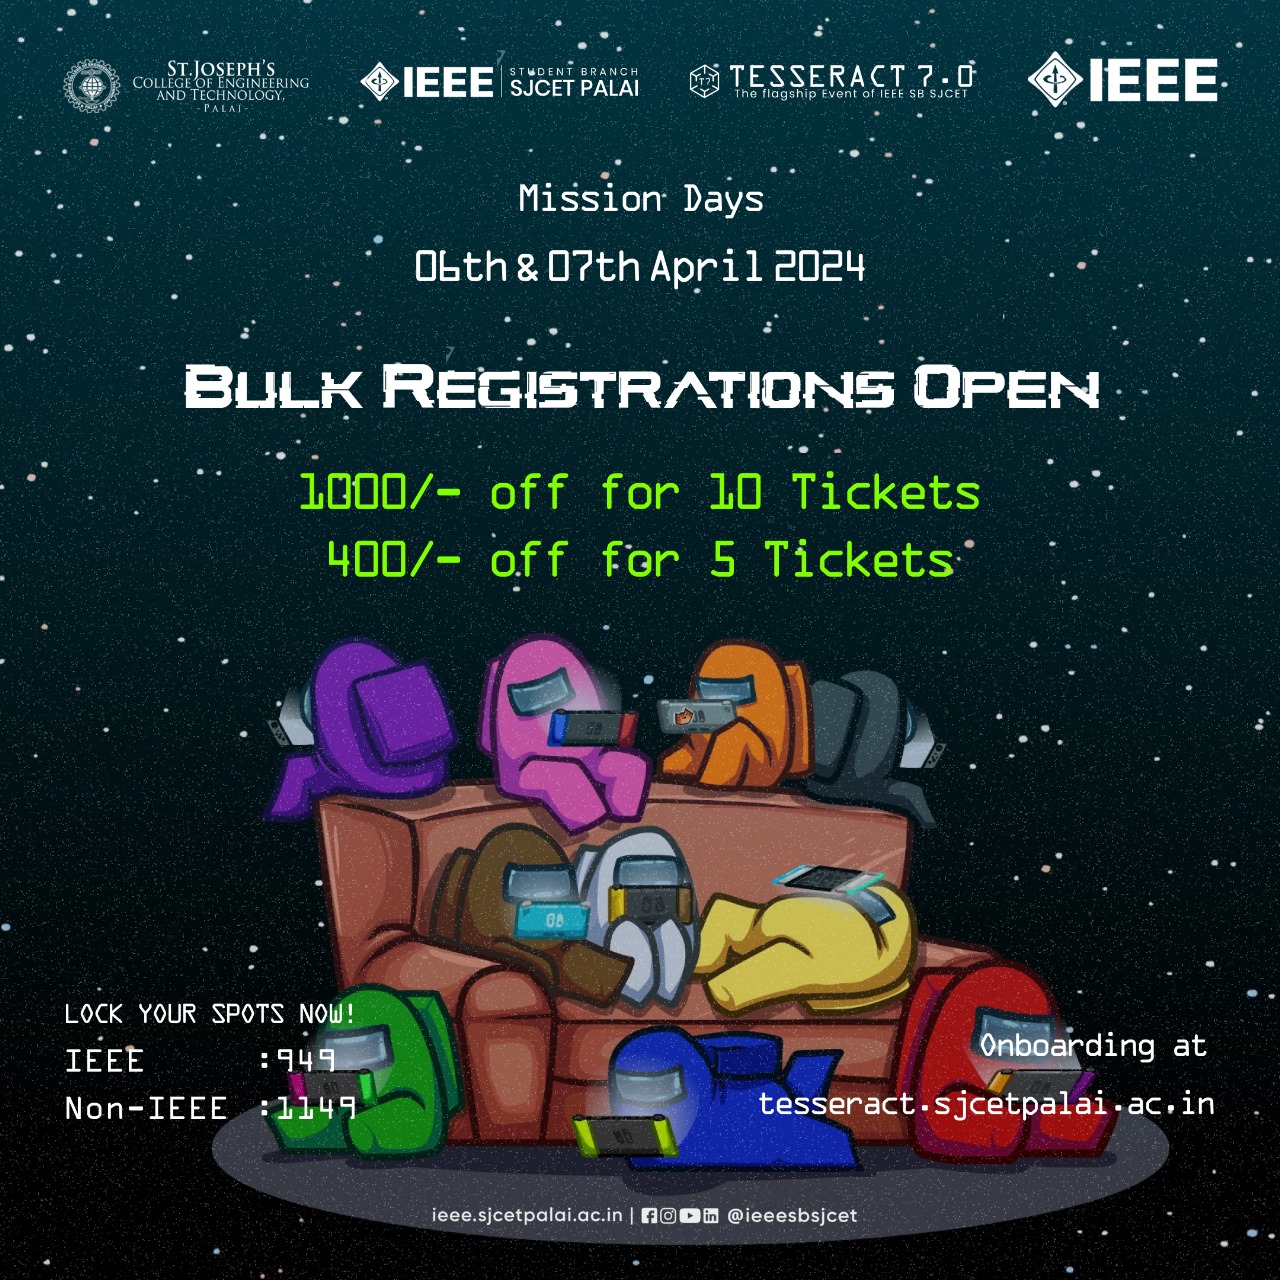 ST.JOSEPH'S
COLLEGE OF ENGINEERING
AND TECHNOLOGY,
- PALAI -
IEEE
STUDENT BRANCH
SJCET PALAI
TESSERACT 7.0
The flagship Event of IEEE SB SJCET
IEEE
Mission Days
06th & 07th April 2024
BULK REGISTRATIONS OPEN
1000/- off for 10 Tickets
400/- off for 5 Tickets
LOCK YOUR SPOTS NOW!
IEEE :949
Non-IEEE :1149
Onboarding at
tesseract.sjcetpalai.ac.in
ieee.sjcetpalai.ac.in | @ieeesbsjcet